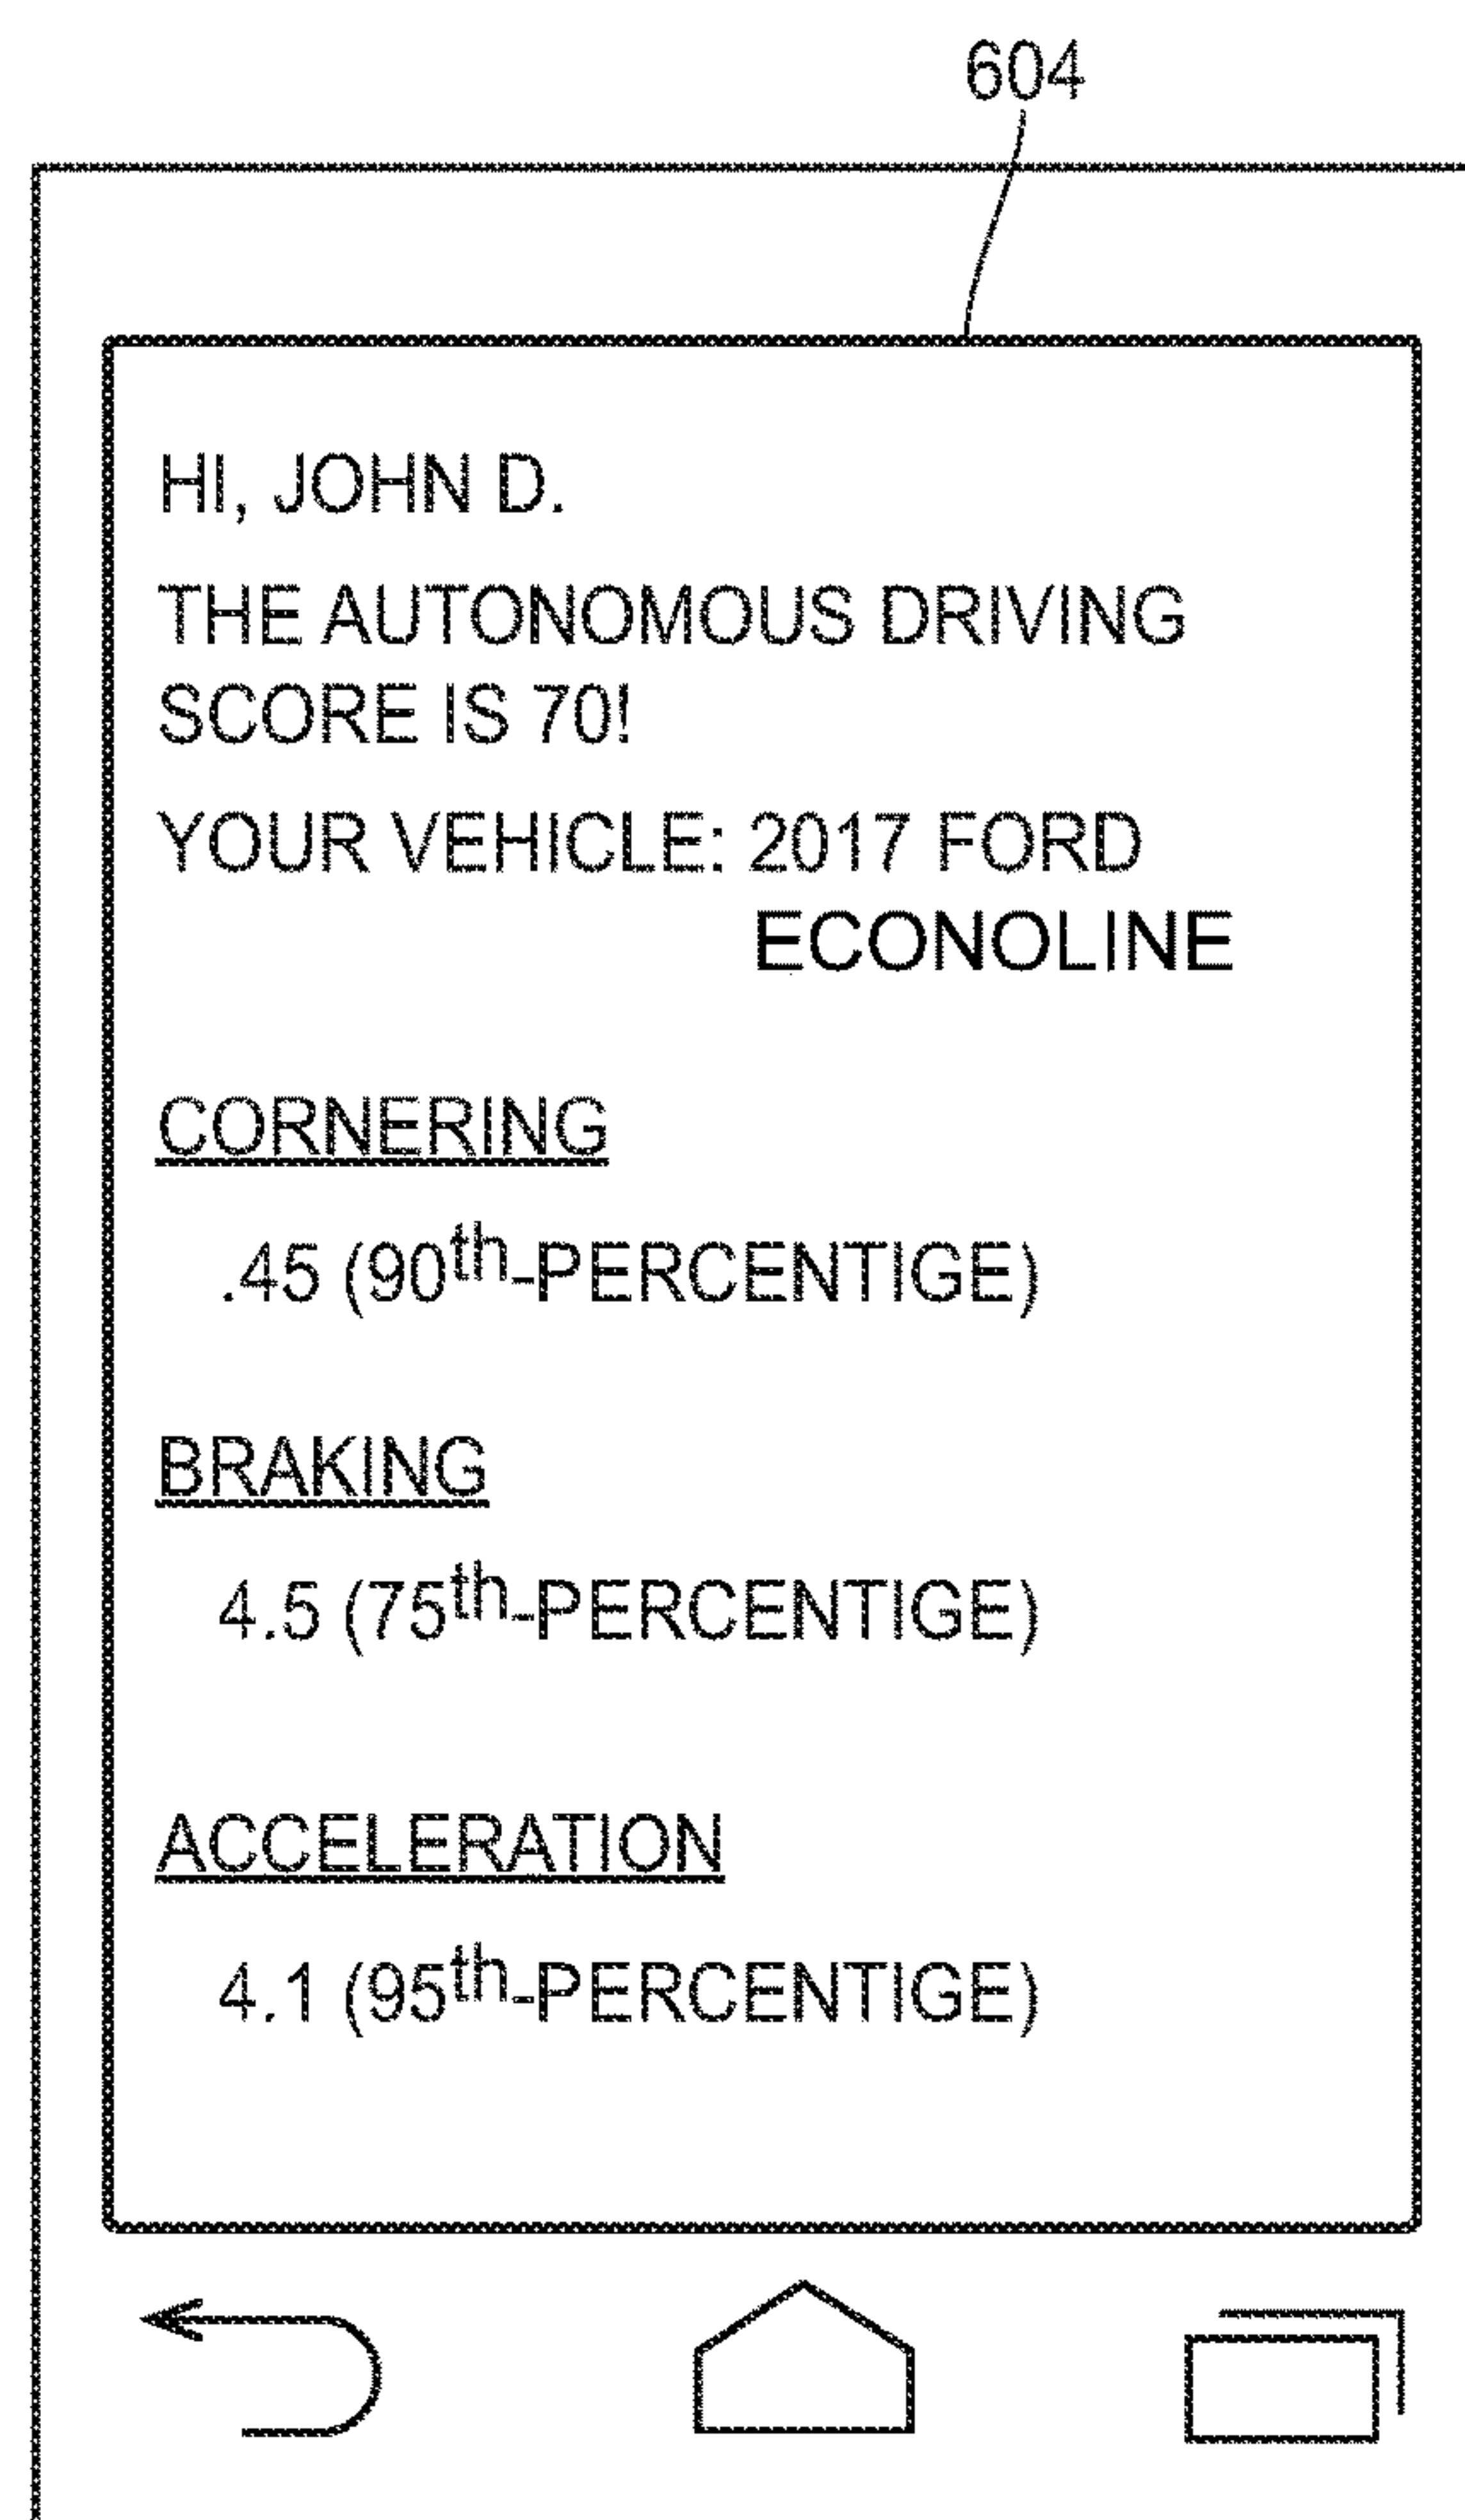 604
HI, JOHN D.
THE AUTONOMOUS DRIVING
SCORE IS 70!
YOUR VEHICLE: 2017 FORD
ECONOLINE
CORNERING
.45 (90th-PERCENTIGE)
BRAKING
4.5 (75th-PERCENTIGE)
ACCELERATION
4.1 (95th-PERCENTIGE)